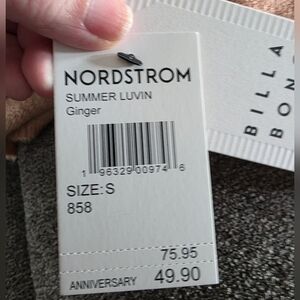 NORDSTROM
SUMMER LUVIN
Ginger
1 96329 00974 6
SIZE: S
858
75.95
ANNIVERSARY 49.90
BILLA
BON